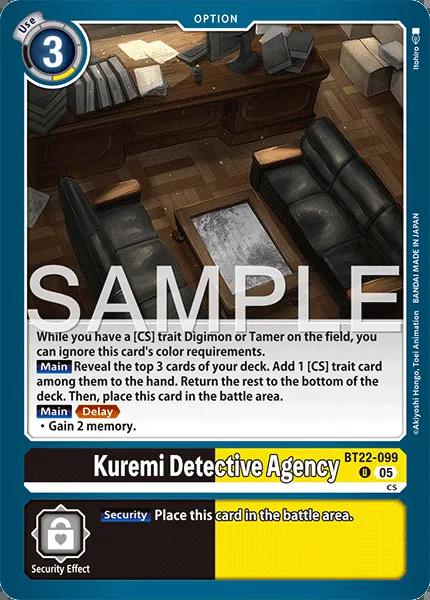 OPTION
Use
3
Itohiro
SAMPLE
©Akiyoshi Hongo, Toei Animation BANDAI MADE IN JAPAN
While you have a [CS] trait Digimon or Tamer on the field, you
can ignore this card's color requirements.
Main Reveal the top 3 cards of your deck. Add 1 [CS] trait card
among them to the hand. Return the rest to the bottom of the
deck. Then, place this card in the battle area.
Main Delay
・Gain 2 memory.
Kuremi Detective Agency
BT22-099
U 05
CS
Security Place this card in the battle area.
Security Effect